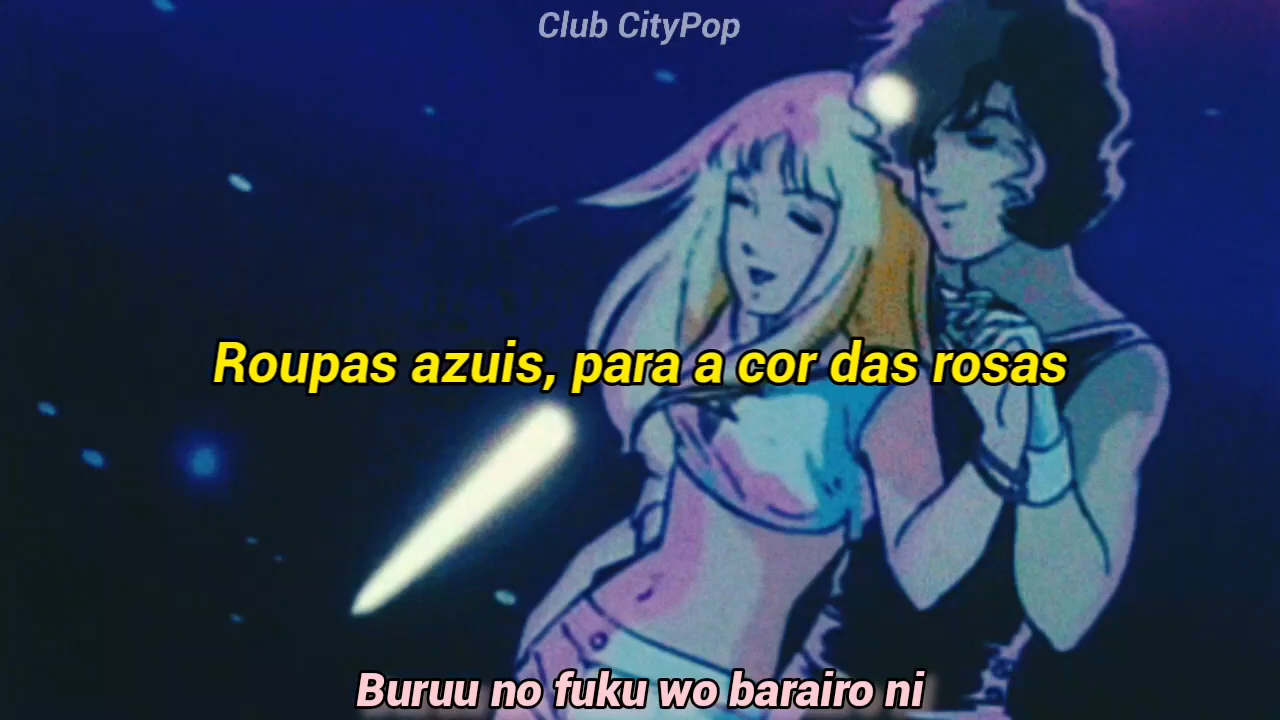 Club CityPop
Roupas azuis, para a cor das rosas
Buruu no fuku wo barairo ni